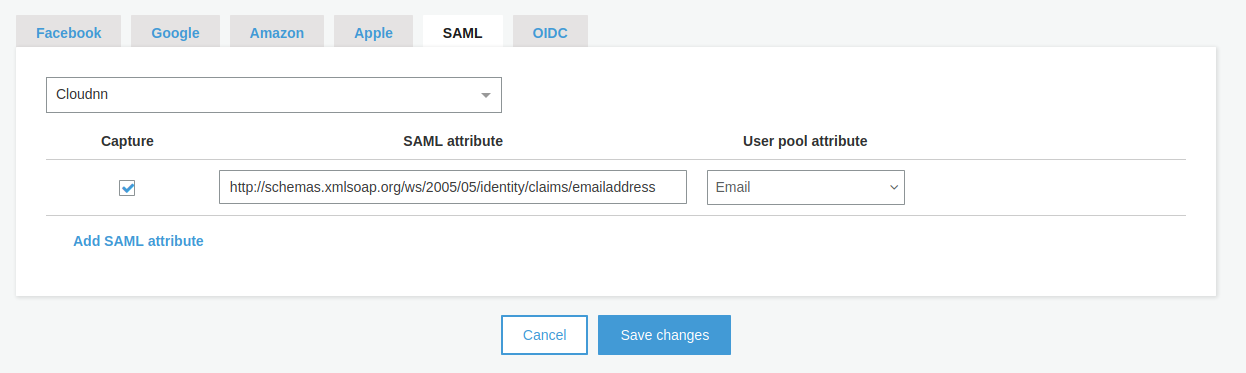 Facebook Google Amazon Apple SAML OIDC
Cloudnn
Capture SAML attribute User pool attribute
http://schemas.xmlsoap.org/ws/2005/05/identity/claims/emailaddress Email
Add SAML attribute
Cancel Save changes